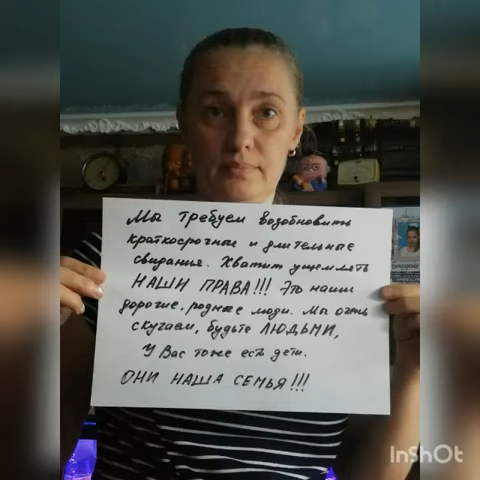 Мы требуем возобновить
краткосрочные и длительные
свидания. Хватит ущемлять
НАШИ ПРАВА!!! Это наши
дорогие, родные люди. Мы очень
скучаем, будьте ЛЮДЬМИ,
У Вас тоже есть дети.
ОНИ НАША СЕМЬЯ!!!
InShOt